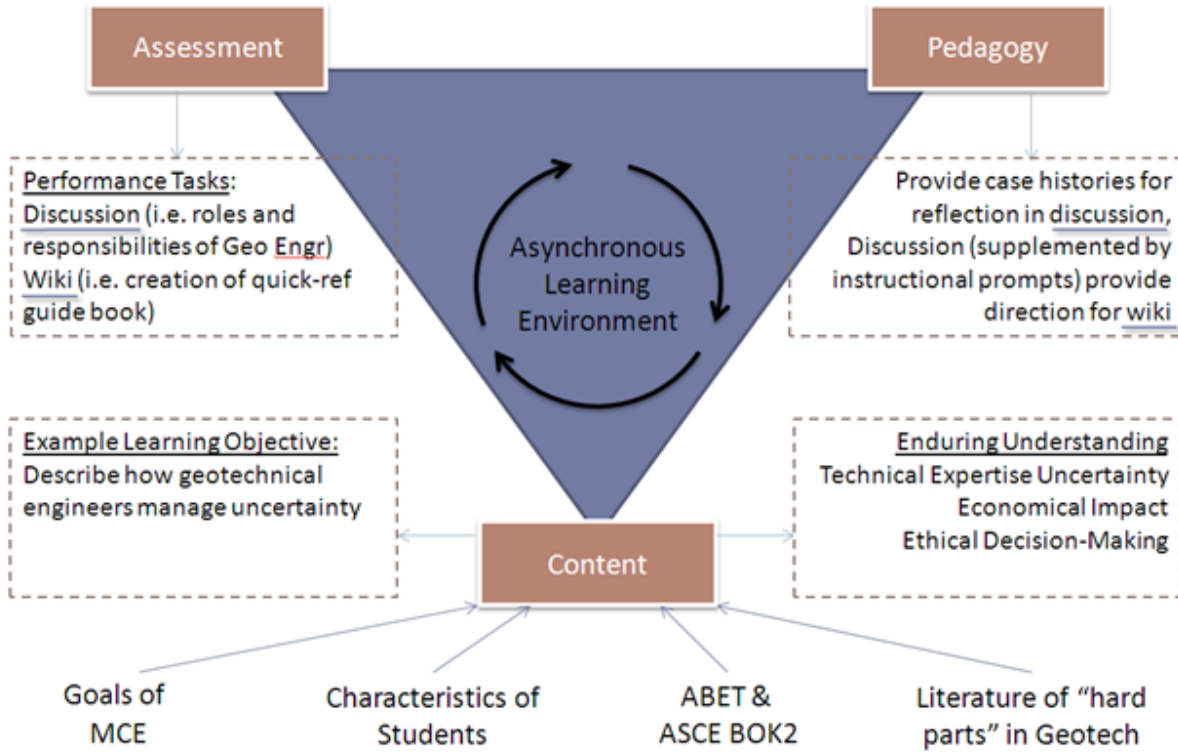 Assessment
Pedagogy
Performance Tasks:
Discussion (i.e. roles and
responsibilities of Geo Engr)
Wiki (i.e. creation of quick-ref
guide book)
Asynchronous
Learning
Environment
Provide case histories for
reflection in discussion,
Discussion (supplemented by
instructional prompts) provide
direction for wiki
Example Learning Objective:
Describe how geotechnical
engineers manage uncertainty
Enduring Understanding
Technical Expertise Uncertainty
Economical Impact
Ethical Decision-Making
Content
Goals of
MCE
Characteristics of
Students
ABET &
ASCE BOK2
Literature of “hard
parts” in Geotech